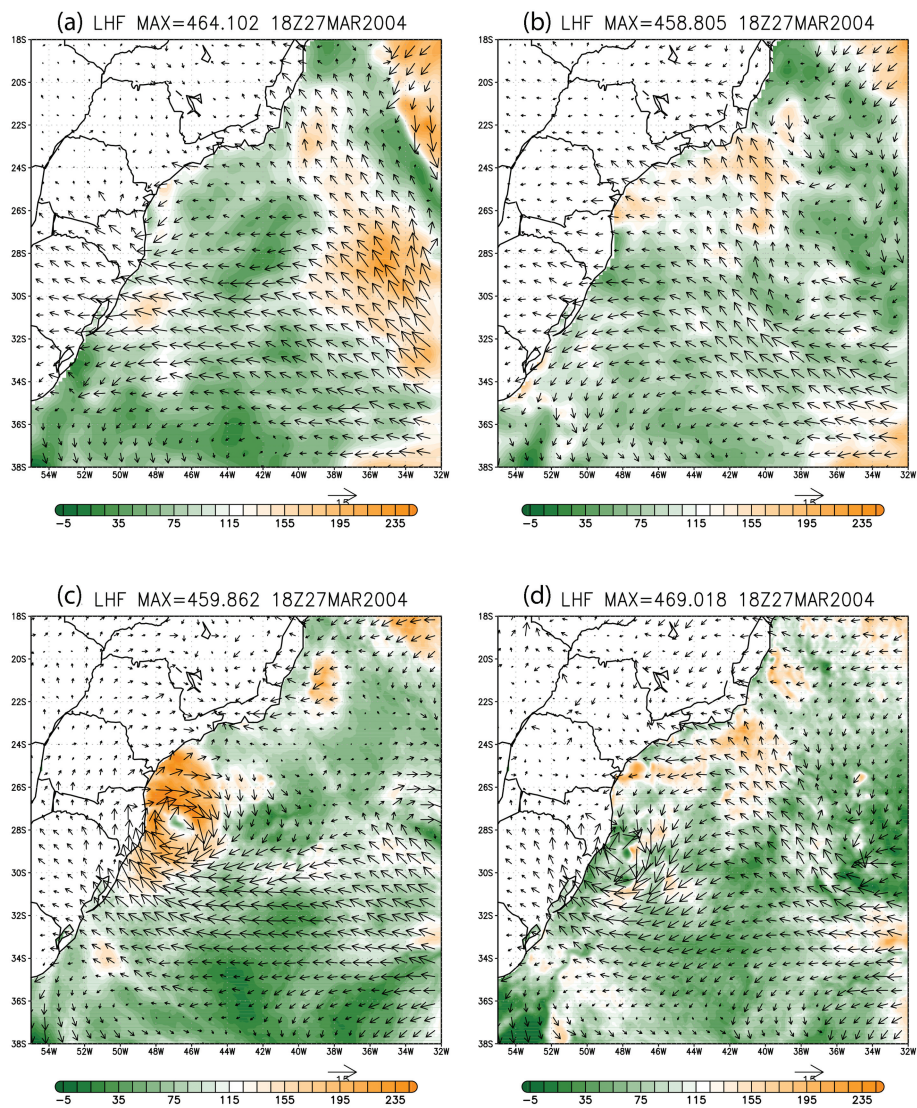 (a) LHF MAX=464.102 18Z27MAR2004
(b) LHF MAX=458.805 18Z27MAR2004
18S
20S
22S
24S
26S
28S
30S
32S
34S
36S
38S
54W 52W 50W 48W 46W 44W 42W 40W 38W 36W 34W 32W
18S
20S
22S
24S
26S
28S
30S
32S
34S
36S
38S
54W 52W 50W 48W 46W 44W 42W 40W 38W 36W 34W 32W
15
-5 35 75 115 155 195 235
15
-5 35 75 115 155 195 235
(c) LHF MAX=459.862 18Z27MAR2004
(d) LHF MAX=469.018 18Z27MAR2004
18S
20S
22S
24S
26S
28S
30S
32S
34S
36S
38S
54W 52W 50W 48W 46W 44W 42W 40W 38W 36W 34W 32W
18S
20S
22S
24S
26S
28S
30S
32S
34S
36S
38S
54W 52W 50W 48W 46W 44W 42W 40W 38W 36W 34W 32W
15
-5 35 75 115 155 195 235
15
-5 35 75 115 155 195 235